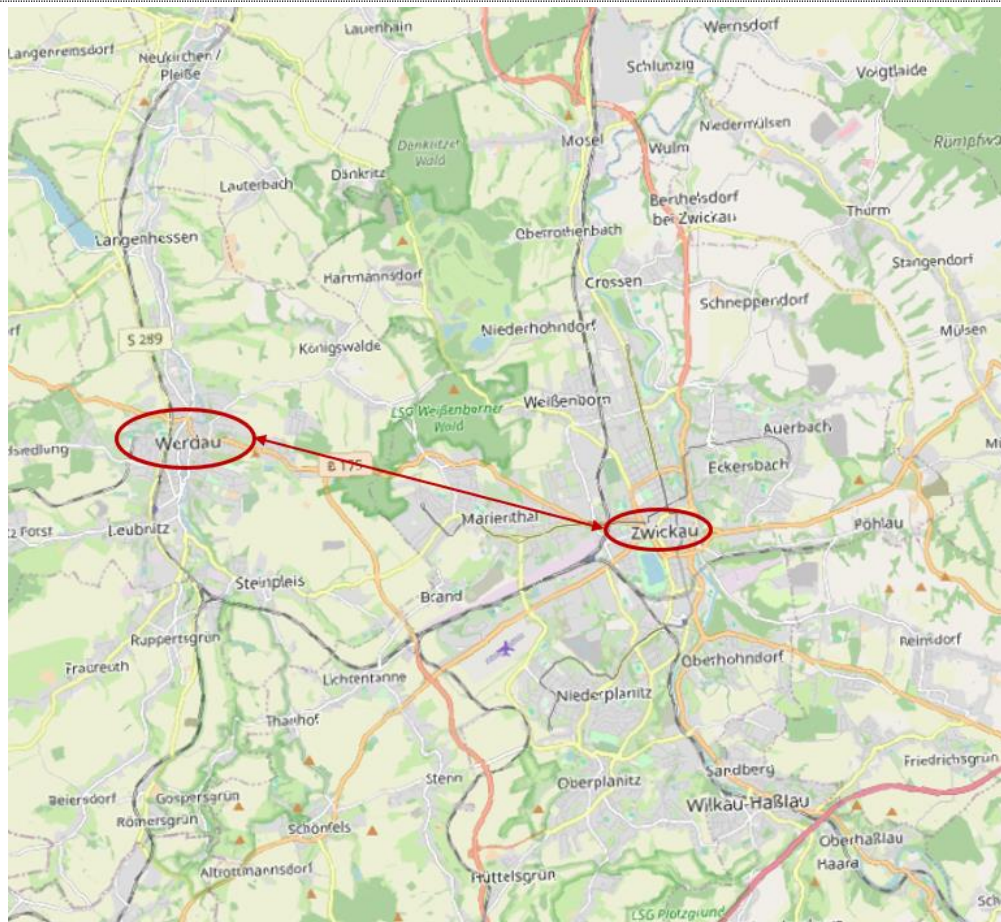 Lauenhain
Wernsdorf
Langenreinsdorf
Neukirchen /
Pleiße
Schlunzig
Voigtlaide
Dänkritzer
Wald
Mosel
Niedermülsen
Wulm
Rümpfwa
Lauterbach
Dänkritz
Berthelsdorf
bei Zwickau
Thurm
Langenhessen
Oberrothenbach
Stangendorf
Hartmannsdorf
Crossen
Schneppendorf
S 289
Königswalde
Niederhohndorf
Mülsen
LSG Weißenborner
Wald
Weißenborn
Auerbach
Werdau
Eckersbach
B 175
Marienthal
Leubnitz
Zwickau
Pöhlau
Steinpleis
Brand
Ruppertsgrün
Reinsdorf
Fraureuth
Lichtentanne
Oberhohndorf
Niederplanitz
Thanhof
Stenn
Oberplanitz
Sandberg
Friedrichsgrün
Beiersdorf
Gospersgrün
Wilkau-Haßlau
Römersgrün
Schönfels
Oberhaßlau
Haara
Altrottmannsdorf
Hüttelsgrün
LSG Plotzgrund